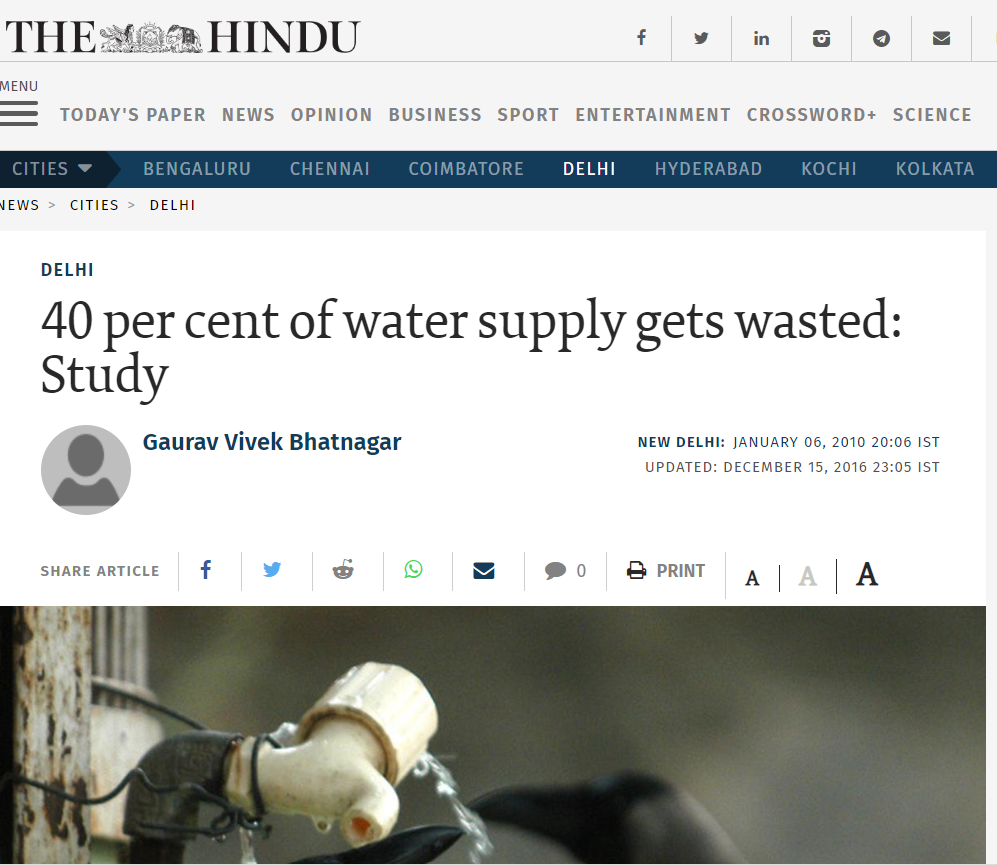 THE HINDU
MENU
TODAY'S PAPER NEWS OPINION BUSINESS SPORT ENTERTAINMENT CROSSWORD+ SCIENCE
CITIES BENGALURU CHENNAI COIMBATORE DELHI HYDERABAD KOCHI KOLKATA
NEWS > CITIES > DELHI
DELHI
40 per cent of water supply gets wasted:
Study
Gaurav Vivek Bhatnagar
NEW DELHI: JANUARY 06, 2010 20:06 IST
UPDATED: DECEMBER 15, 2016 23:05 IST
SHARE ARTICLE 0 PRINT A A A